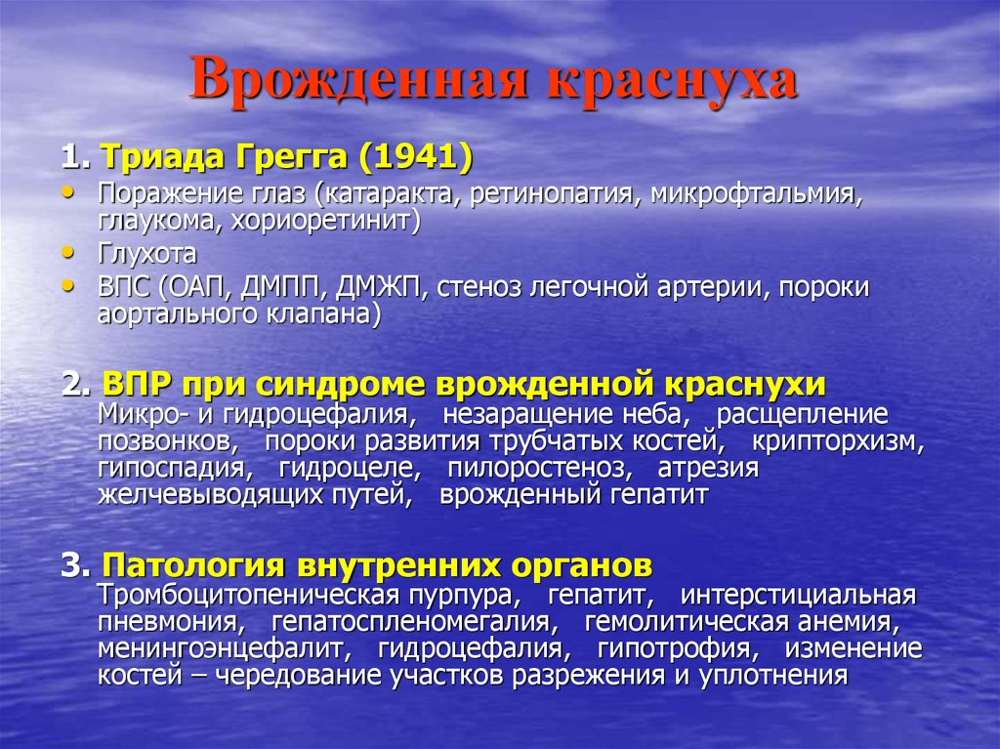 Врожденная краснуха
1. Триада Грегга (1941)
• Поражение глаз (катаракта, ретинопатия, микрофтальмия,
глаукома, хориоретинит)
• Глухота
• ВПС (ОАП, ДМПП, ДМЖП, стеноз легочной артерии, пороки
аортального клапана)
2. ВПР при синдроме врожденной краснухи
Микро- и гидроцефалия, незаращение неба, расщепление
позвонков, пороки развития трубчатых костей, крипторхизм,
гипоспадия, гидроцеле, пилоростеноз, атрезия
желчевыводящих путей, врожденный гепатит
3. Патология внутренних органов
Тромбоцитопеническая пурпура, гепатит, интерстициальная
пневмония, гепатоспленомегалия, гемолитическая анемия,
менингоэнцефалит, гидроцефалия, гипотрофия, изменение
костей – чередование участков разрежения и уплотнения